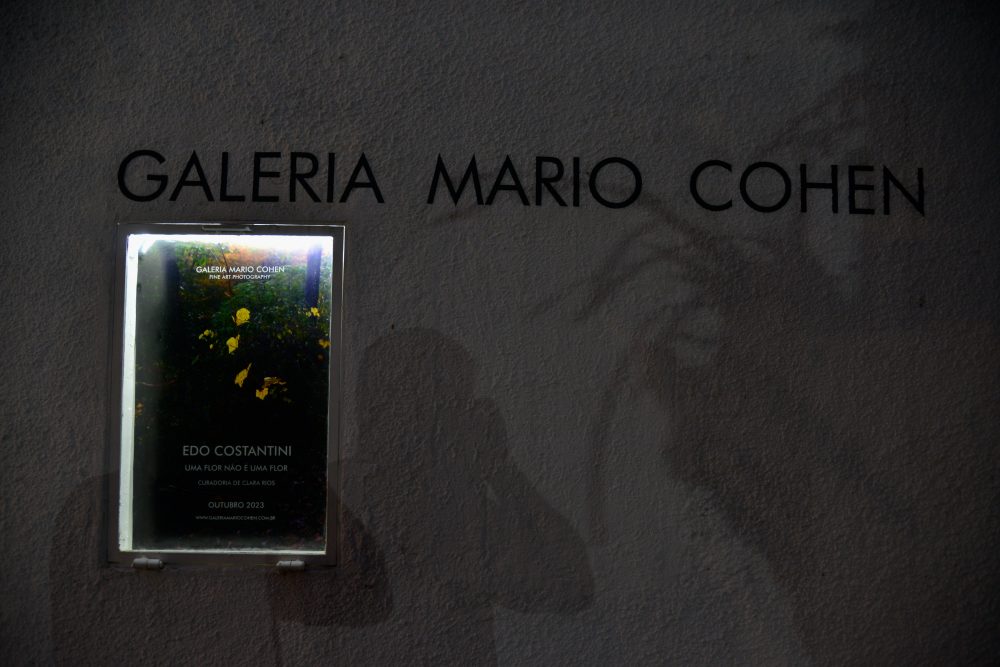 GALERIA MARIO COHEN
GALERIA MARIO COHEN
FINE ART PHOTOGRAPHY
EDO COSTANTINI
UMA FLOR NÃO É UMA FLOR
CURADORIA DE CLARA RIOS
OUTUBRO 2023
WWW.GALERIAMARIOCOHEN.COM.BR